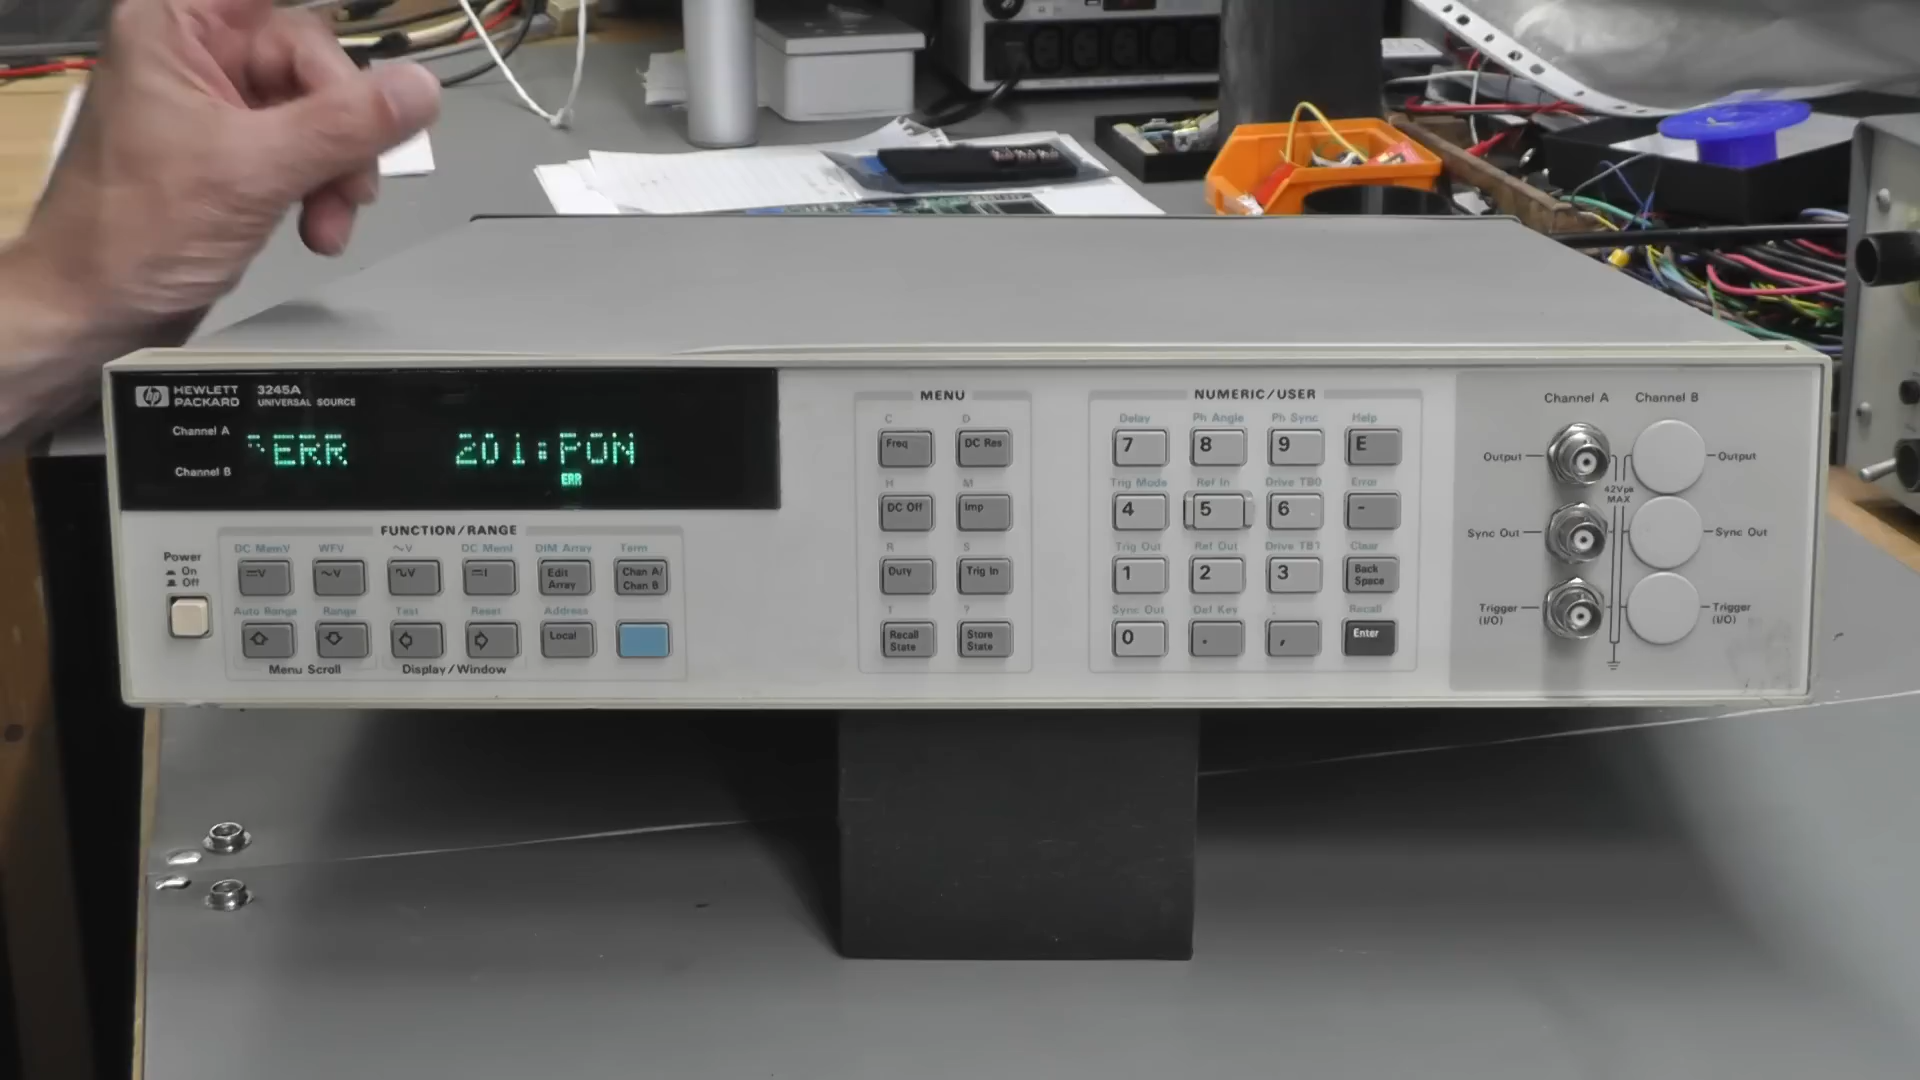 hp HEWLETT PACKARD 3245A UNIVERSAL SOURCE
Channel A
Channel B
ERR 201:PON
ERR
Power
On
Off
FUNCTION/RANGE
DC MemV WFV ~V DC MemI DIM Array Term
Edit Array Chan A/ Chan B
Auto Range Range Test Reset Address
Local
Menu Scroll Display/Window
MENU
C D
Freq DC Res
H M
DC Off Imp
R S
Duty Trig In
T ?
Recall State Store State
NUMERIC/USER
Delay Ph Angle Ph Sync Help
7 8 9 E
Trig Mode Ref In Drive TB0 Error
4 5 6 -
Trig Out Ref Out Drive TB1 Clear
1 2 3 Back Space
Sync Out Def Key ; Recall
0 . , Enter
Channel A Channel B
Output Output
42Vpk MAX
Sync Out Sync Out
Trigger (I/O) Trigger (I/O)